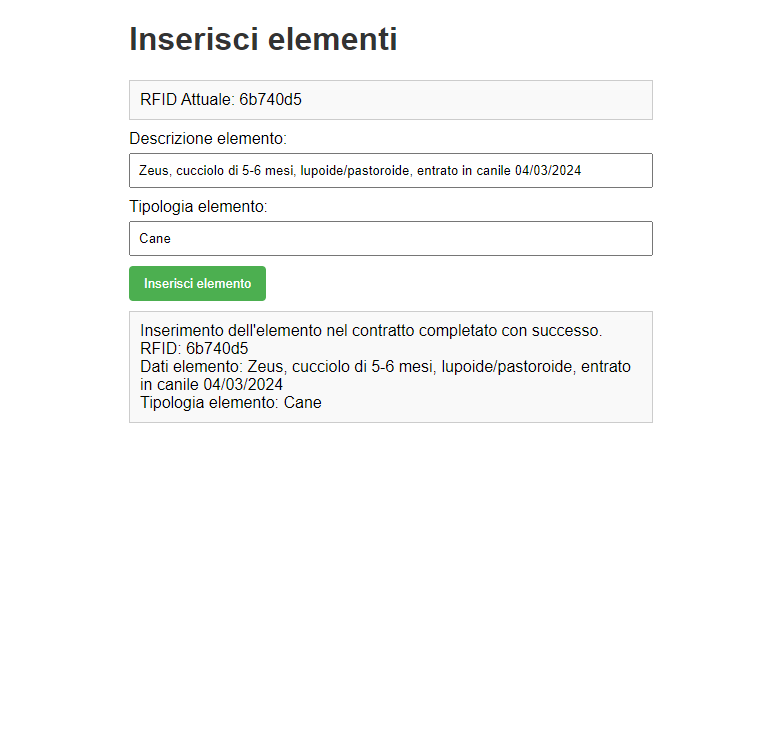 Inserisci elementi
RFID Attuale: 6b740d5
Descrizione elemento:
Zeus, cucciolo di 5-6 mesi, lupoide/pastoroide, entrato in canile 04/03/2024
Tipologia elemento:
Cane
Inserisci elemento
Inserimento dell'elemento nel contratto completato con successo.
RFID: 6b740d5
Dati elemento: Zeus, cucciolo di 5-6 mesi, lupoide/pastoroide, entrato
in canile 04/03/2024
Tipologia elemento: Cane